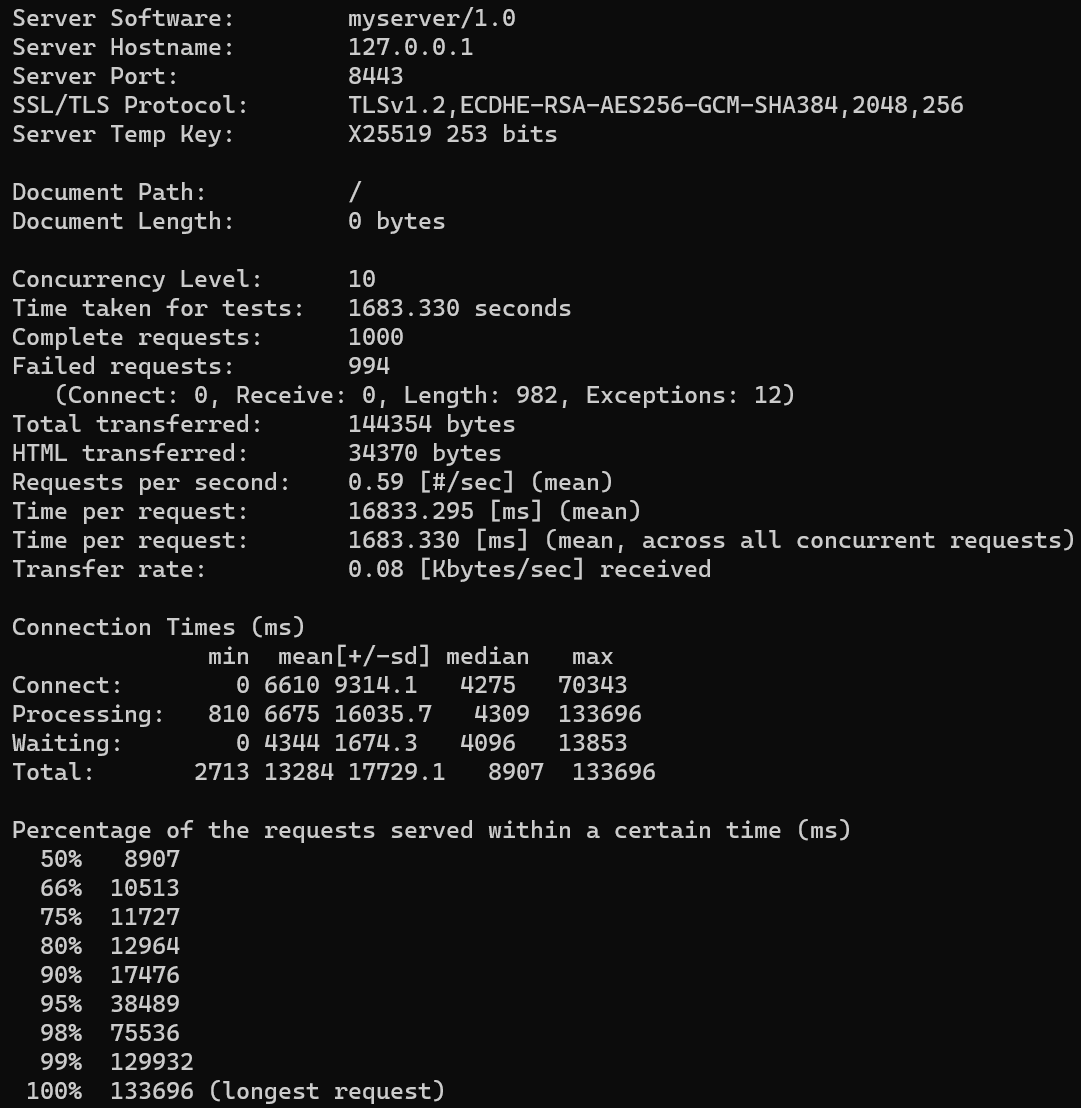 Server Software:        myserver/1.0
Server Hostname:        127.0.0.1
Server Port:            8443
SSL/TLS Protocol:       TLSv1.2,ECDHE-RSA-AES256-GCM-SHA384,2048,256
Server Temp Key:        X25519 253 bits

Document Path:          /
Document Length:        0 bytes

Concurrency Level:      10
Time taken for tests:   1683.330 seconds
Complete requests:      1000
Failed requests:        994
   (Connect: 0, Receive: 0, Length: 982, Exceptions: 12)
Total transferred:      144354 bytes
HTML transferred:       34370 bytes
Requests per second:    0.59 [#/sec] (mean)
Time per request:       16833.295 [ms] (mean)
Time per request:       1683.330 [ms] (mean, across all concurrent requests)
Transfer rate:          0.08 [Kbytes/sec] received

Connection Times (ms)
              min  mean[+/-sd] median   max
Connect:        0 6610 9314.1   4275   70343
Processing:   810 6675 16035.7   4309  133696
Waiting:        0 4344 1674.3   4096   13853
Total:       2713 13284 17729.1   8907  133696

Percentage of the requests served within a certain time (ms)
  50%   8907
  66%  10513
  75%  11727
  80%  12964
  90%  17476
  95%  38489
  98%  75536
  99%  129932
 100%  133696 (longest request)